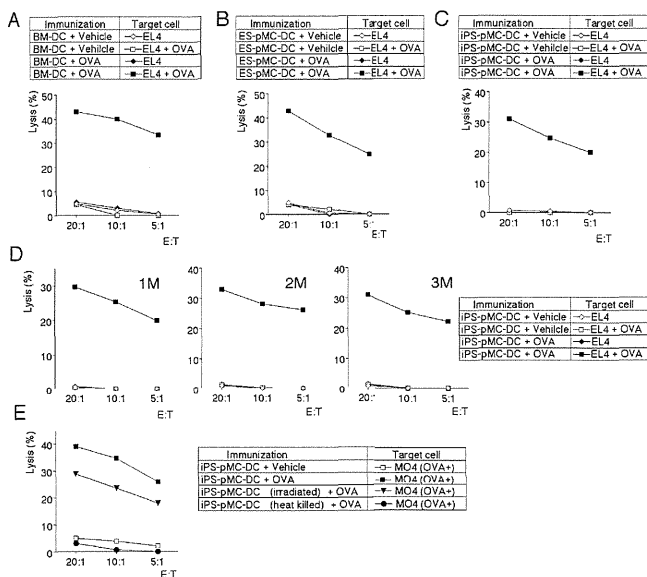 A
Immunization Target cell
BM-DC + Vehicle EL4
BM-DC + Vehilcle EL4 + OVA
BM-DC + OVA EL4
BM-DC + OVA EL4 + OVA
Lysis (%)
50
40
30
20
10
0
20:1 10:1 5:1
E:T
B
Immunization Target cell
ES-pMC-DC + Vehicle EL4
ES-pMC-DC + Vehilcle EL4 + OVA
ES-pMC-DC + OVA EL4
ES-pMC-DC + OVA EL4 + OVA
Lysis (%)
50
40
30
20
10
0
20:1 10:1 5:
E:T
C
Immunization Target cell
iPS-pMC-DC + Vehicle EL4
iPS-pMC-DC + Vehilcle EL4 + OVA
iPS-pMC-DC + OVA EL4
iPS-pMC-DC + OVA EL4 + OVA
Lysis (%)
40
30
20
10
0
20:1 10:1 5:1
E:T
D
1M
Lysis (%)
30
20
10
0
20:1 10:1 5:1
E:T
2M
40
30
20
10
0
20:1 10:1 5:1
E:T
3M
40
30
20
10
0
20: 10:1 5:1
E:T
Immunization Target cell
iPS-pMC-DC + Vehicle EL4
iPS-pMC-DC + Vehilcle EL4 + OVA
iPS-pMC-DC + OVA EL4
iPS-pMC-DC + OVA EL4 + OVA
E
Lysis (%)
50
40
30
20
10
0
20:1 10:1 5:1
E:T
Immunization Target cell
iPS-pMC-DC + Vehicle MO4 (OVA+)
iPS-pMC-DC + OVA MO4 (OVA+)
iPS-pMC-DC (irradiated) + OVA MO4 (OVA+)
iPS-pMC-DC (heat killed) + OVA MO4 (OVA+)